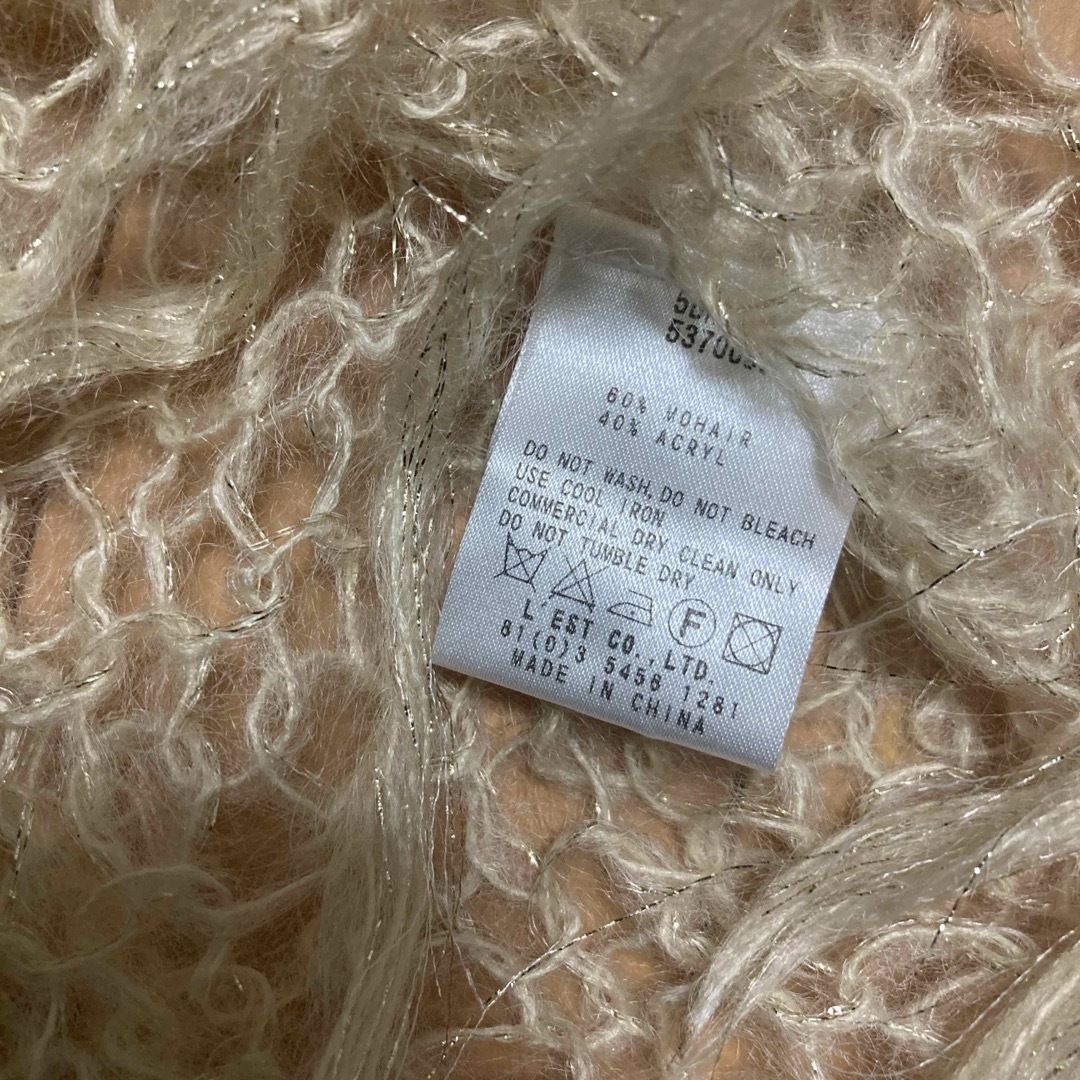 60% MOHAIR
40% ACRYL
DO NOT WASH, DO NOT BLEACH
USE COOL IRON
COMMERCIAL DRY CLEAN ONLY
DO NOT TUMBLE DRY
F
L'EST CO.,LTD.
81(0)3 5456 1281
MADE IN CHINA